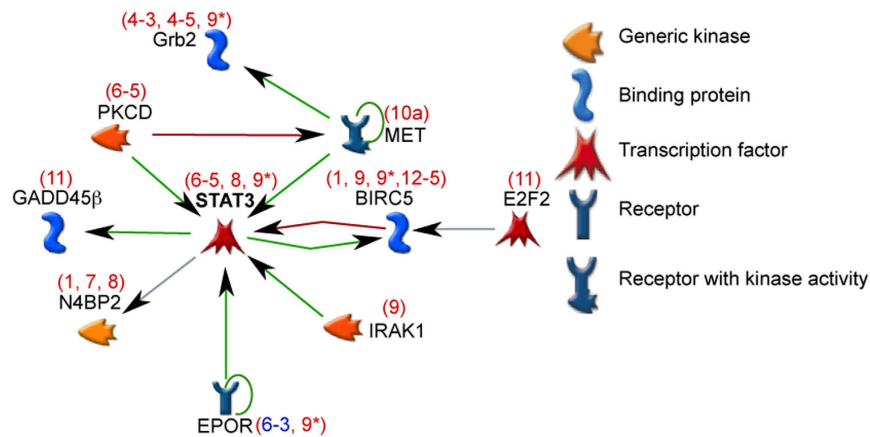 (4-3, 4-5, 9*)
Grb2
(6-5)
PKCD
(10a)
MET
(11)
GADD45β
(6-5, 8, 9*)
STAT3
(1, 9, 9*,12-5)
BIRC5
(11)
E2F2
(1, 7, 8)
N4BP2
(9)
IRAK1
EPOR (6-3, 9*)
Generic kinase
Binding protein
Transcription factor
Receptor
Receptor with kinase activity